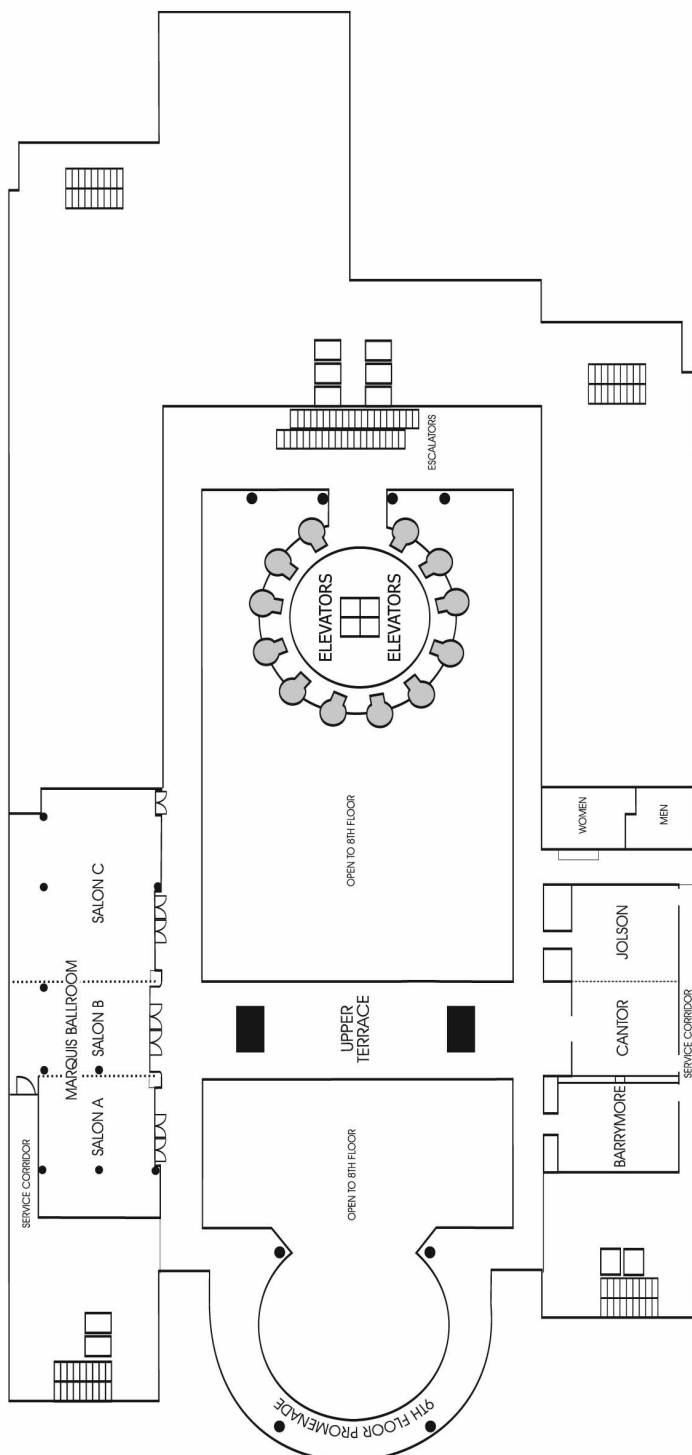 ESCALATORS
ELEVATORS
ELEVATORS
OPEN TO 8TH FLOOR
WOMEN
MEN
MARQUIS BALLROOM
SALON C
SALON B
SALON A
SERVICE CORRIDOR
UPPER
TERRACE
JOLSON
CANTOR
BARRYMORE
SERVICE CORRIDOR
OPEN TO 8TH FLOOR
9TH FLOOR PROMENADE